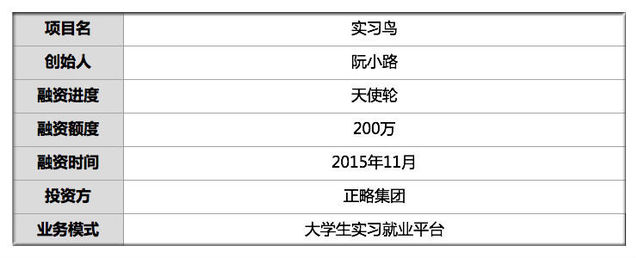 项目名 实习鸟
创始人 阮小路
融资进度 天使轮
融资额度 200万
融资时间 2015年11月
投资方 正略集团
业务模式 大学生实习就业平台